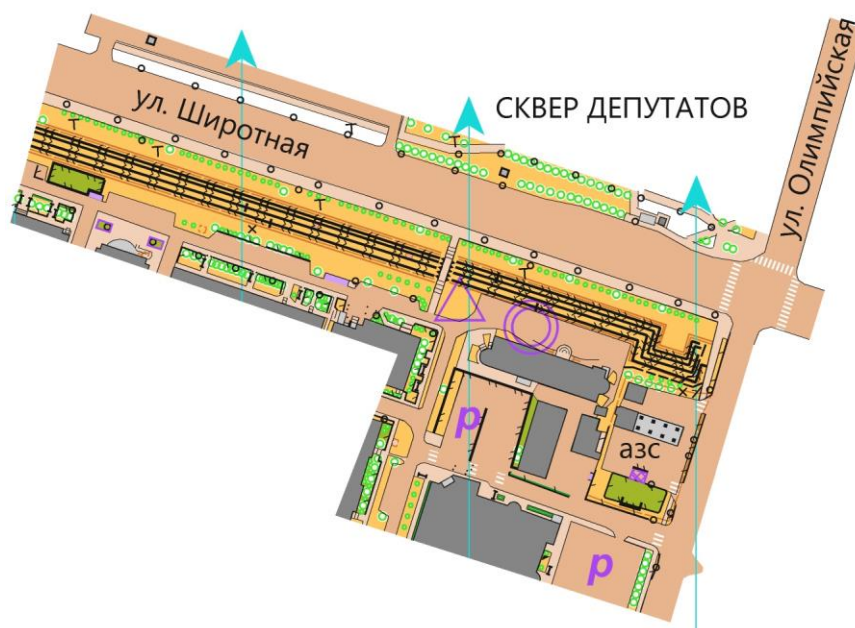 ул. Широтная
СКВЕР ДЕПУТАТОВ
ул. Олимпийская
р
азс
р